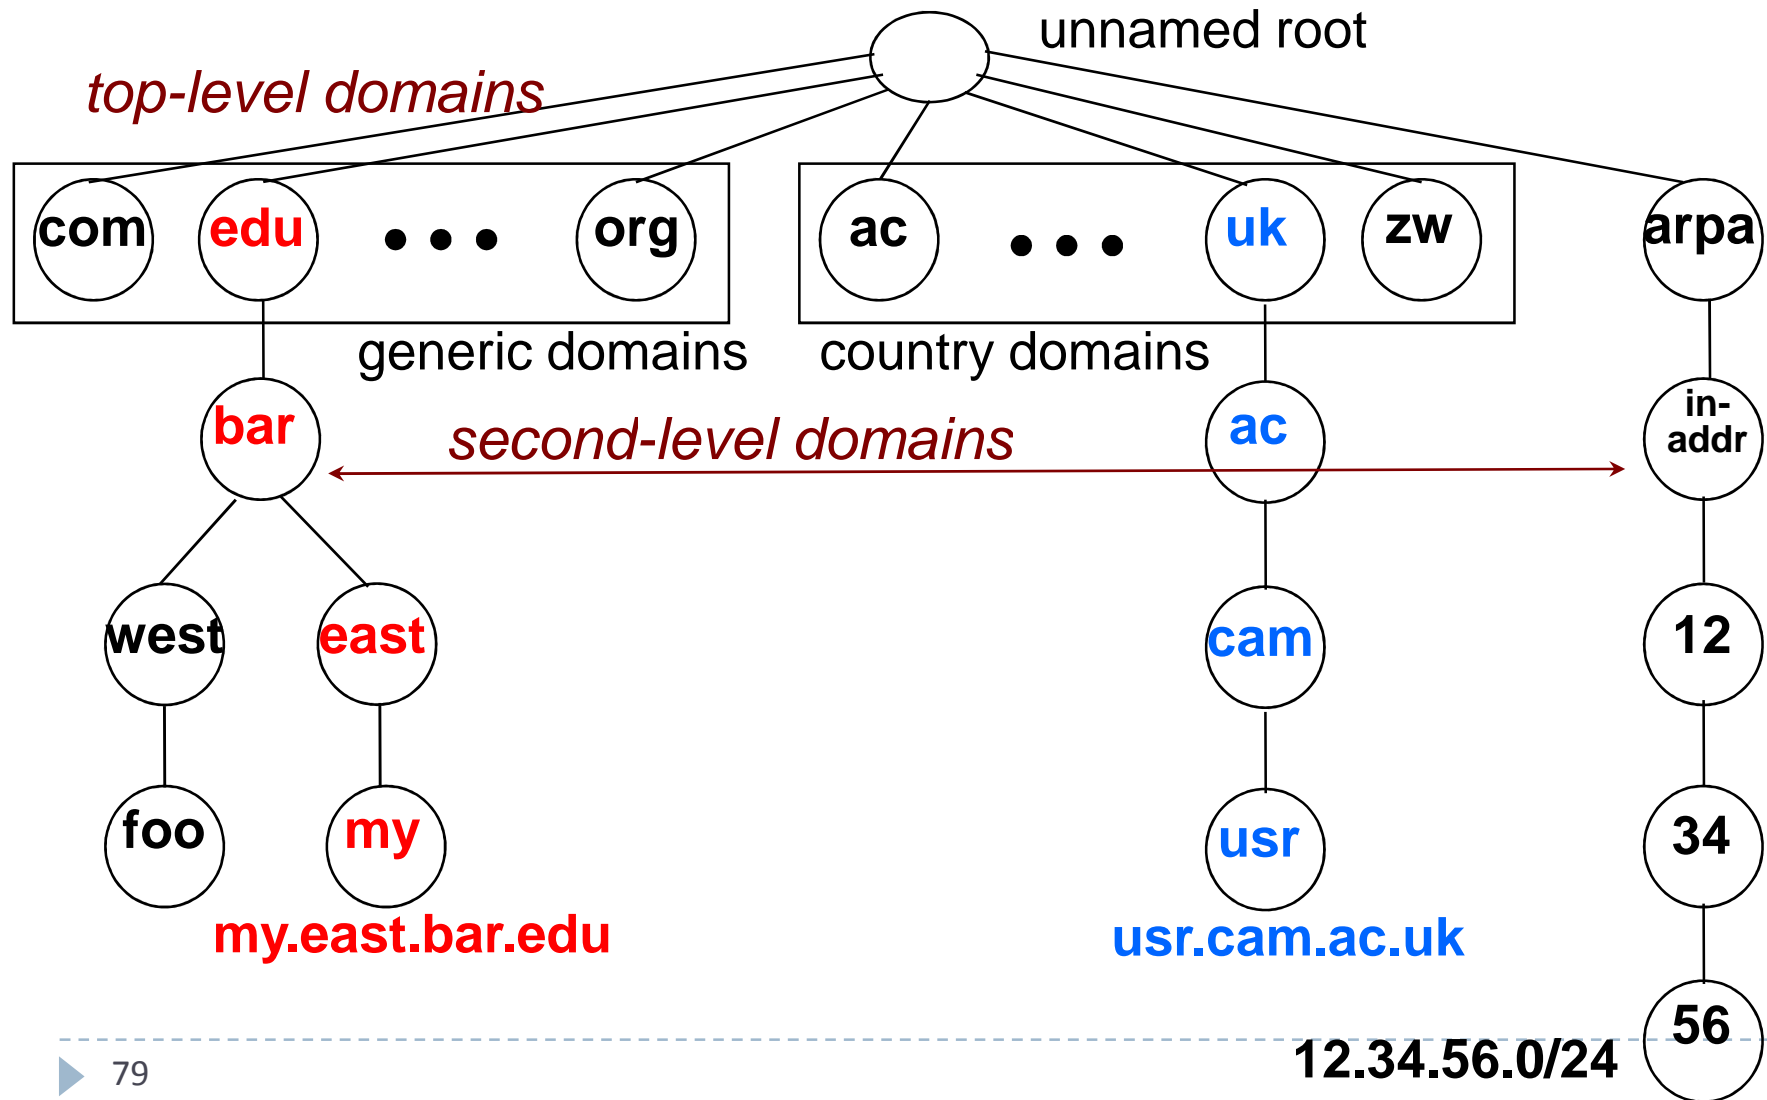 unnamed root
top-level domains
com edu • • • org ac • • • uk zw arpa
generic domains country domains
bar second-level domains ac in-
addr
west east cam 12
foo my usr 34
my.east.bar.edu usr.cam.ac.uk
56
12.34.56.0/24
79